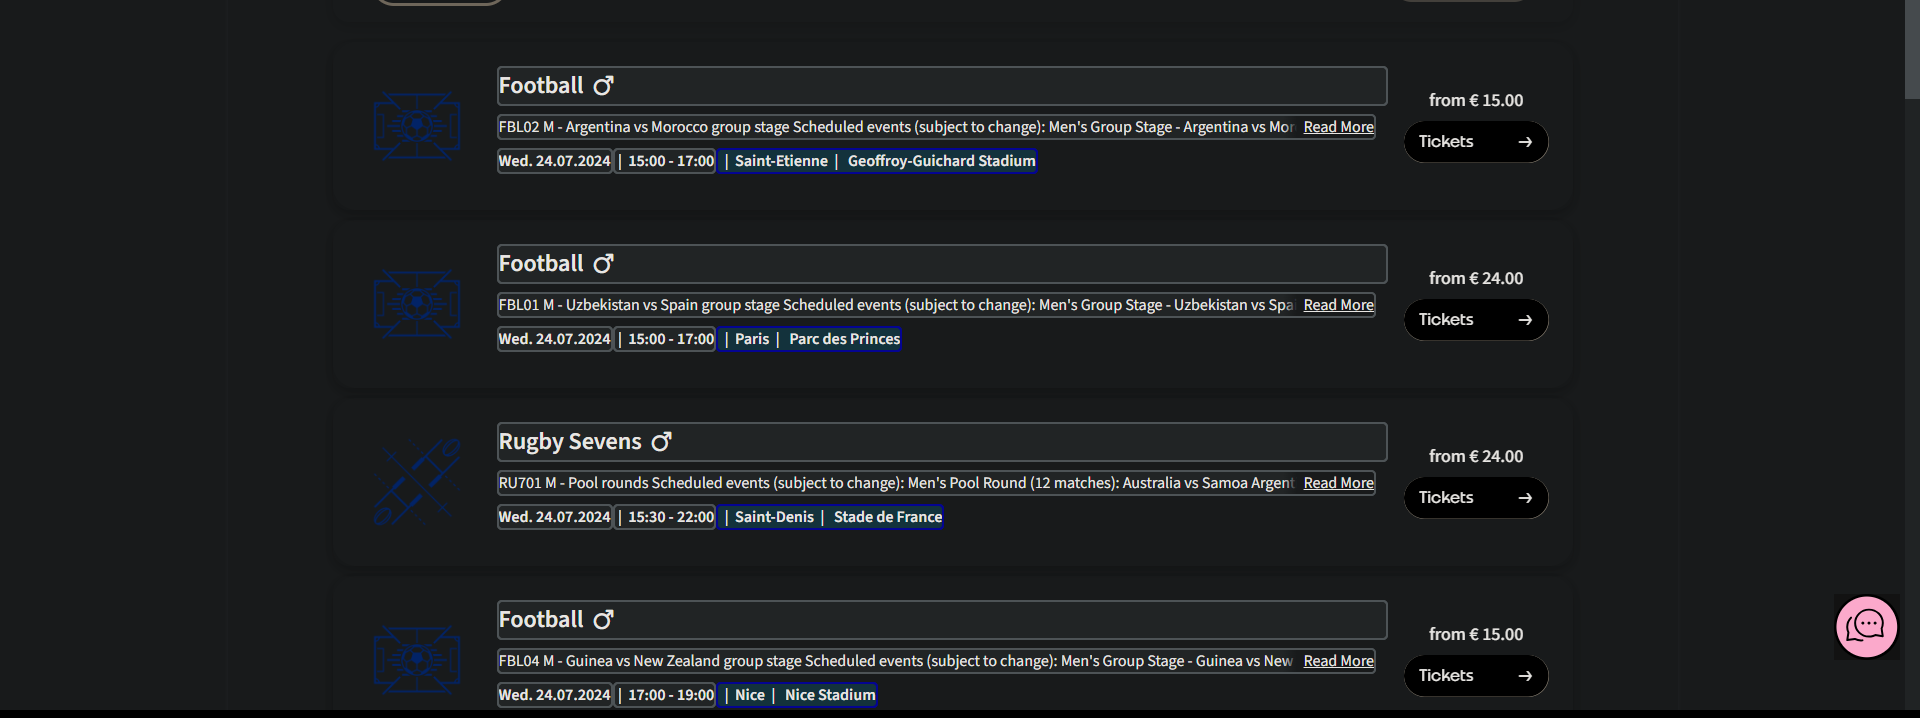 Football
FBL02 M - Argentina vs Morocco group stage Scheduled events (subject to change): Men's Group Stage - Argentina vs Mor Read More
Wed. 24.07.2024 | 15:00 - 17:00 | Saint-Etienne | Geoffroy-Guichard Stadium
from € 15.00
Tickets →
Football
FBL01 M - Uzbekistan vs Spain group stage Scheduled events (subject to change): Men's Group Stage - Uzbekistan vs Spa Read More
Wed. 24.07.2024 | 15:00 - 17:00 | Paris | Parc des Princes
from € 24.00
Tickets →
Rugby Sevens
RU701 M - Pool rounds Scheduled events (subject to change): Men's Pool Round (12 matches): Australia vs Samoa Argent Read More
Wed. 24.07.2024 | 15:30 - 22:00 | Saint-Denis | Stade de France
from € 24.00
Tickets →
Football
FBL04 M - Guinea vs New Zealand group stage Scheduled events (subject to change): Men's Group Stage - Guinea vs New Read More
Wed. 24.07.2024 | 17:00 - 19:00 | Nice | Nice Stadium
from € 15.00
Tickets →